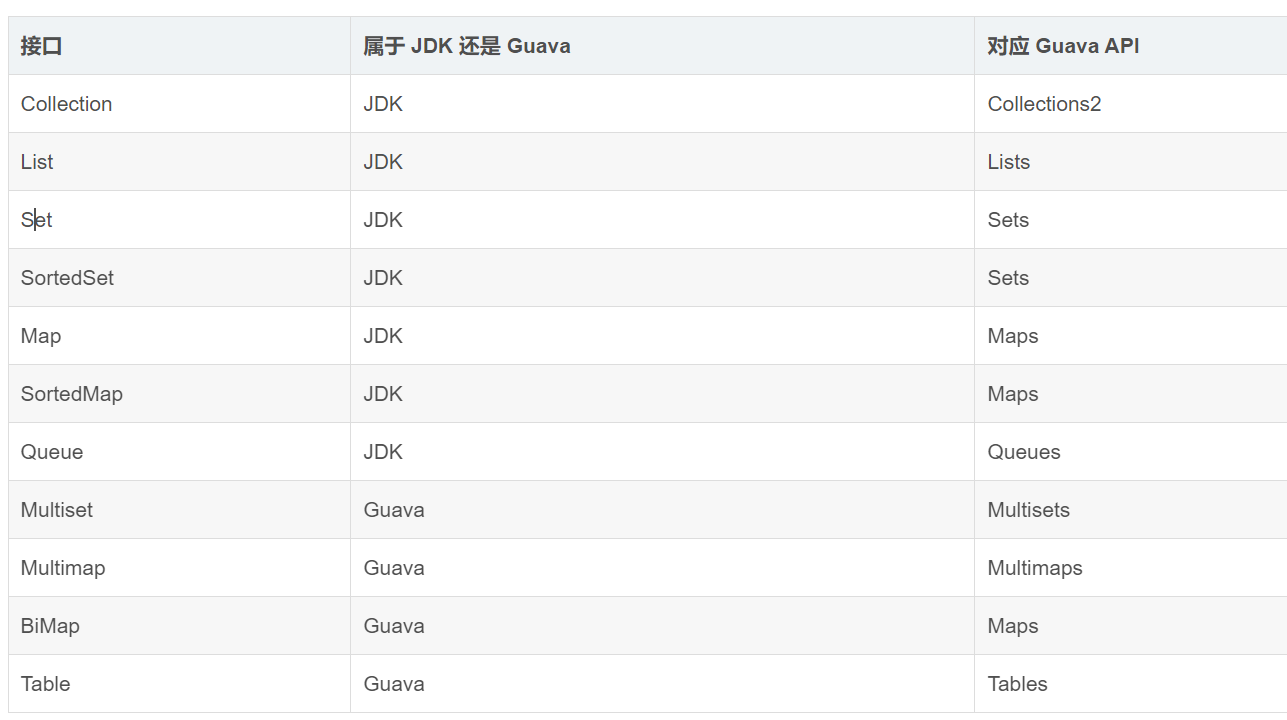 接口 属于 JDK 还是 Guava 对应 Guava API
Collection JDK Collections2
List JDK Lists
Set JDK Sets
SortedSet JDK Sets
Map JDK Maps
SortedMap JDK Maps
Queue JDK Queues
Multiset Guava Multisets
Multimap Guava Multimaps
BiMap Guava Maps
Table Guava Tables